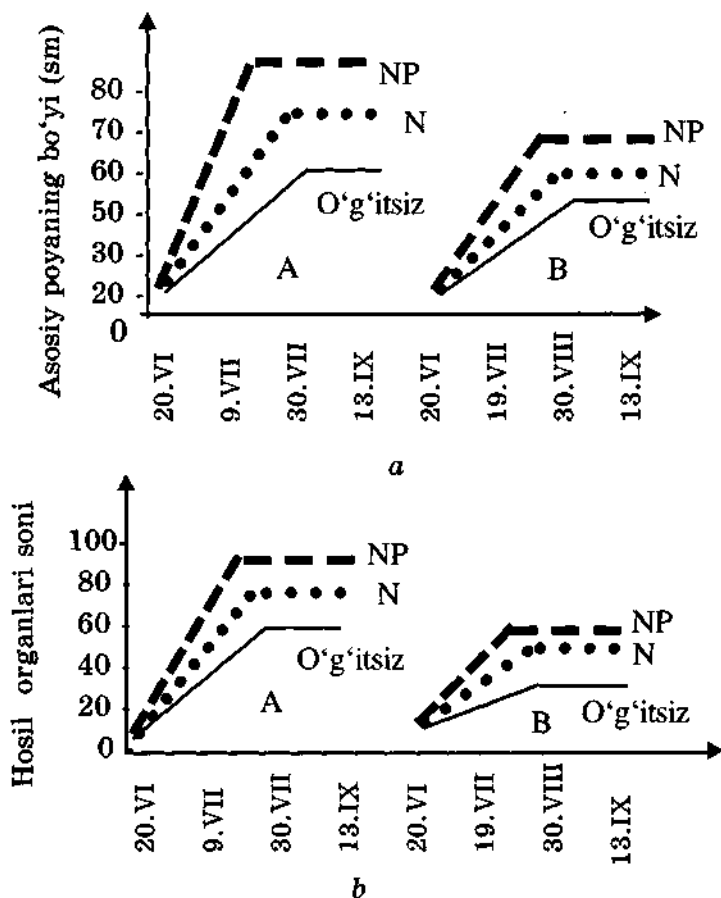 Asosiy poyaning bo‘yi (sm)
80
70
60
50
30
20
0
NP
N
O‘g‘itsiz
A
NP
N
O‘g‘itsiz
B
20.VI
9.VII
30.VII
13.IX
20.VI
19.VII
30.VIII
13.IX
a
Hosil organlari soni
100
80
60
40
20
0
NP
N
O‘g‘itsiz
A
NP
N
O‘g‘itsiz
B
20.VI
9.VII
30.VII
13.IX
20.VI
19.VII
30.VIII
13.IX
b